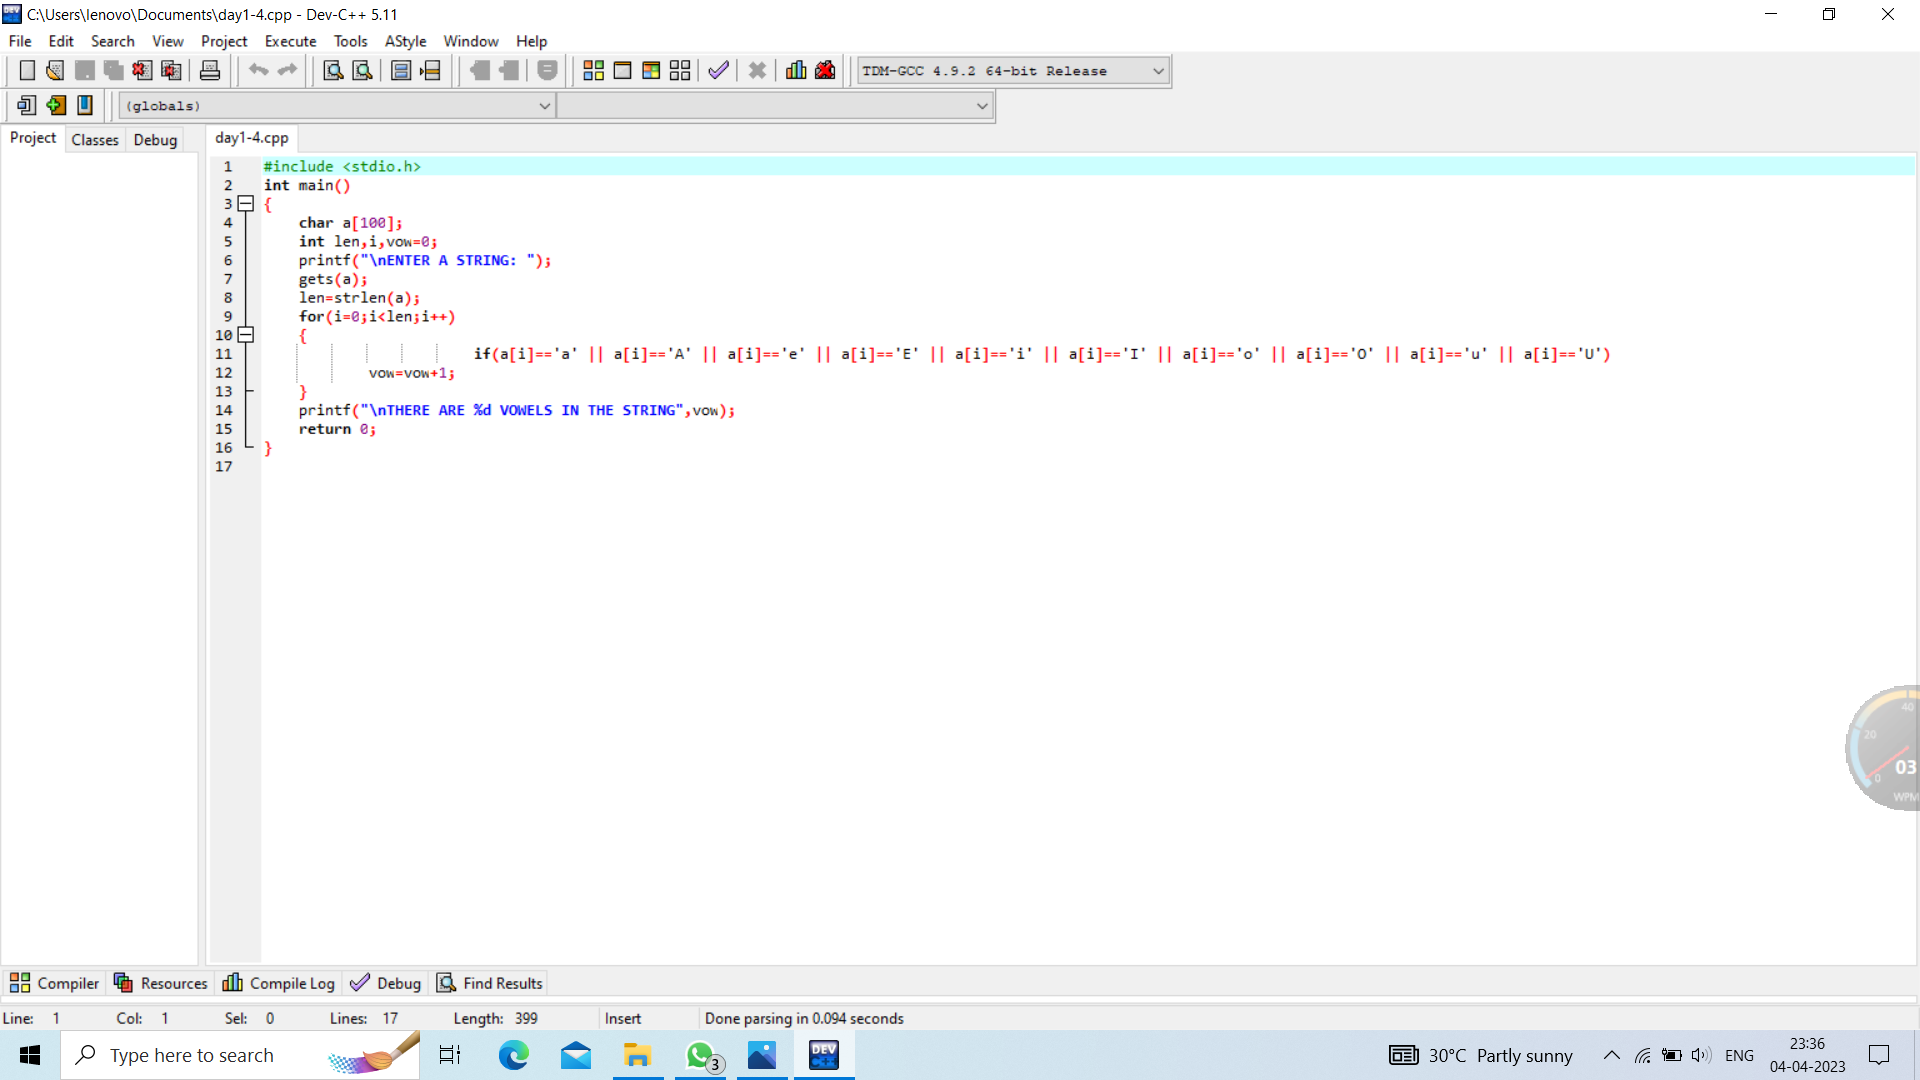 C:\Users\lenovo\Documents\day1-4.cpp - Dev-C++ 5.11
File Edit Search View Project Execute Tools AStyle Window Help
TDM-GCC 4.9.2 64-bit Release
(globals)
Project Classes Debug day1-4.cpp
1 #include <stdio.h>
2 int main()
3 {
4 char a[100];
5 int len,i,vow=0;
6 printf("\nENTER A STRING: ");
7 gets(a);
8 len=strlen(a);
9 for(i=0;i<len;i++)
10 {
11 if(a[i]=='a' || a[i]=='A' || a[i]=='e' || a[i]=='E' || a[i]=='i' || a[i]=='I' || a[i]=='o' || a[i]=='O' || a[i]=='u' || a[i]=='U')
12 vow=vow+1;
13 }
14 printf("\nTHERE ARE %d VOWELS IN THE STRING",vow);
15 return 0;
16 }
17
40
20
03
0
WPM
Compiler Resources Compile Log Debug Find Results
Line: 1 Col: 1 Sel: 0 Lines: 17 Length: 399 Insert Done parsing in 0.094 seconds
Type here to search 3 DEV C++ 30°C Partly sunny ENG 23:36
04-04-2023